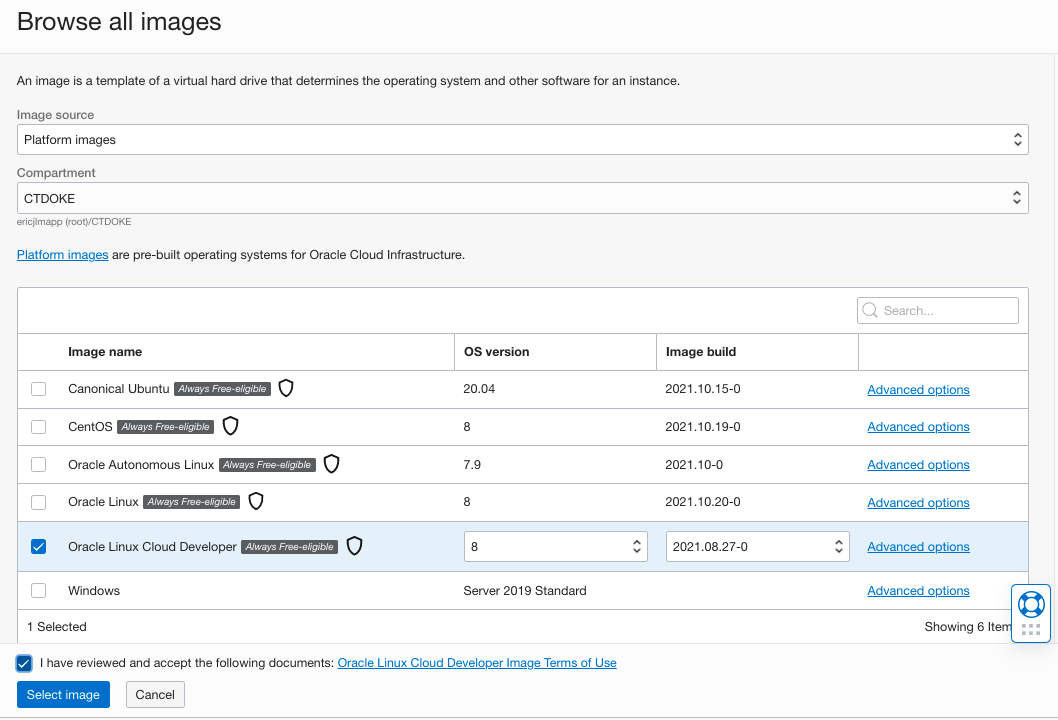 Browse all images
An image is a template of a virtual hard drive that determines the operating system and other software for an instance.
Image source
Platform images
Compartment
CTDOKE
ericjlmapp (root)/CTDOKE
Platform images are pre-built operating systems for Oracle Cloud Infrastructure.
Search...
Image name OS version Image build
Canonical Ubuntu Always Free-eligible 20.04 2021.10.15-0 Advanced options
CentOS Always Free-eligible 8 2021.10.19-0 Advanced options
Oracle Autonomous Linux Always Free-eligible 7.9 2021.10-0 Advanced options
Oracle Linux Always Free-eligible 8 2021.10.20-0 Advanced options
Oracle Linux Cloud Developer Always Free-eligible 8 2021.08.27-0 Advanced options
Windows Server 2019 Standard Advanced options
1 Selected Showing 6 Item
I have reviewed and accept the following documents: Oracle Linux Cloud Developer Image Terms of Use
Select image Cancel